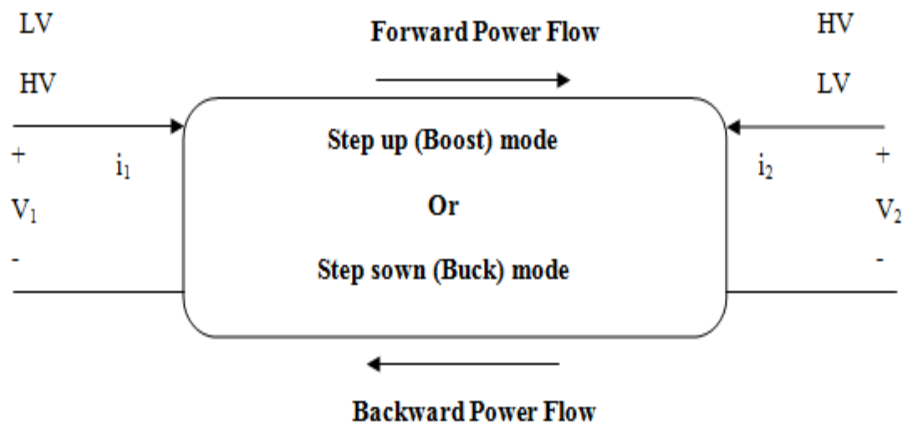 LV
Forward Power Flow
HV
HV
LV
Step up (Boost) mode
+
i₁
i₂
+
V₁
Or
V₂
-
Step sown (Buck) mode
-
Backward Power Flow